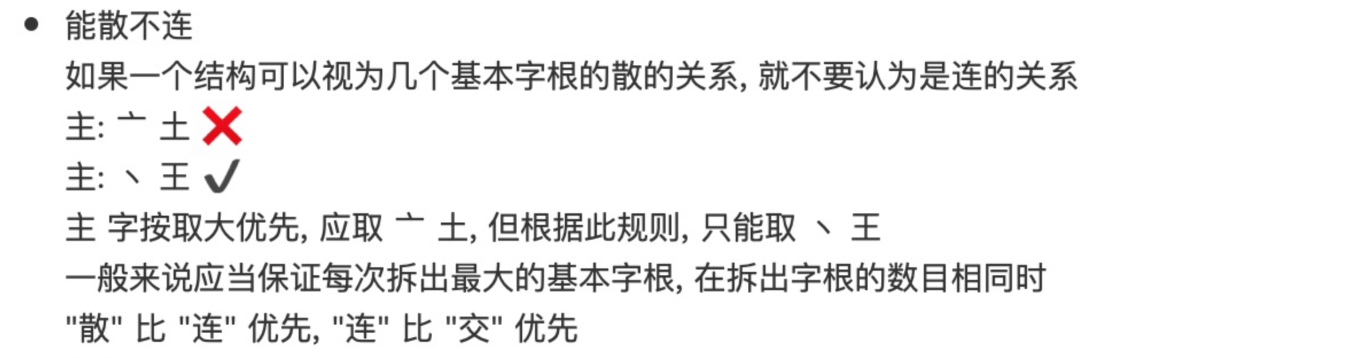 • 能散不连
如果一个结构可以视为几个基本字根的散的关系, 就不要认为是连的关系
主: 亠 土 ❌
主: 丶 王 ✔
主 字按取大优先, 应取 亠 土, 但根据此规则, 只能取 丶 王
一般来说应当保证每次拆出最大的基本字根, 在拆出字根的数目相同时
"散" 比 "连" 优先, "连" 比 "交" 优先